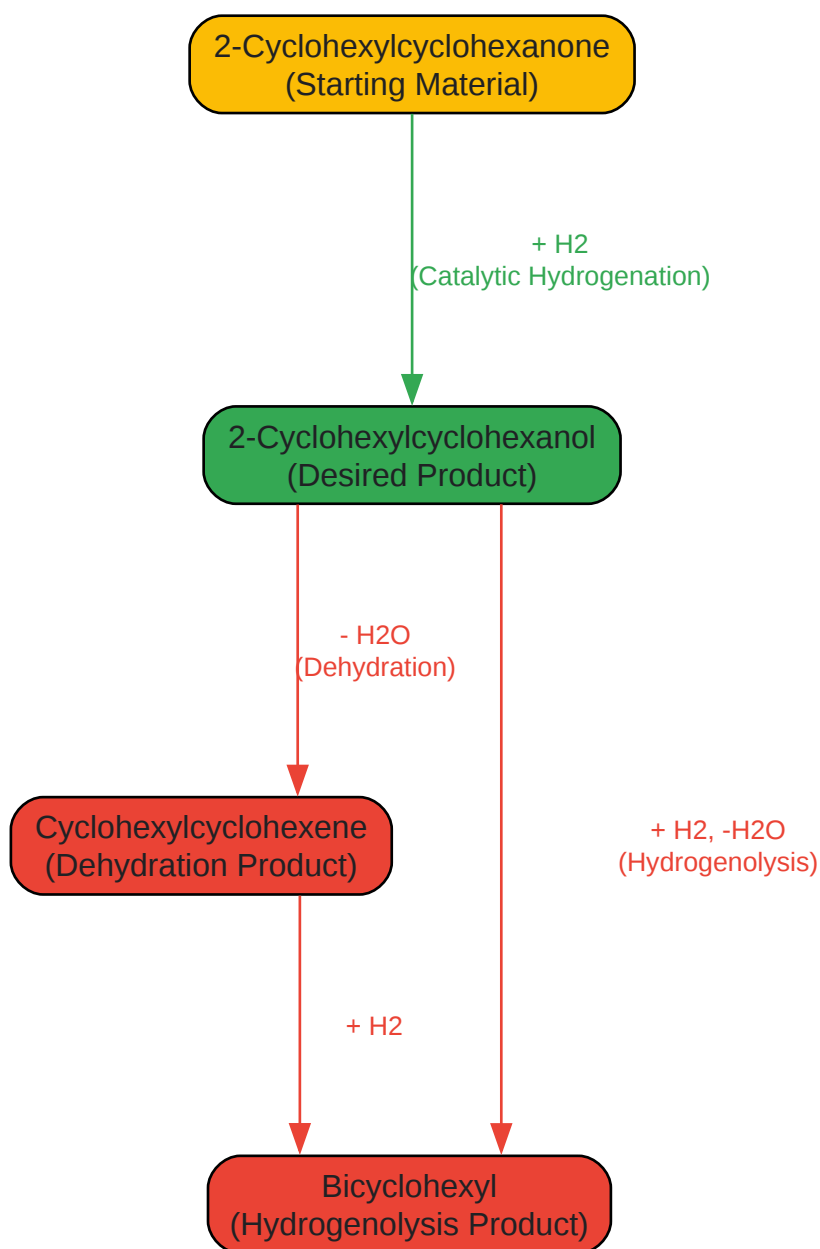 2-Cyclohexylcyclohexanone
(Starting Material)
+ H2
(Catalytic Hydrogenation)
2-Cyclohexylcyclohexanol
(Desired Product)
- H2O
(Dehydration)
Cyclohexylcyclohexene
(Dehydration Product)
+ H2, -H2O
(Hydrogenolysis)
+ H2
Bicyclohexyl
(Hydrogenolysis Product)